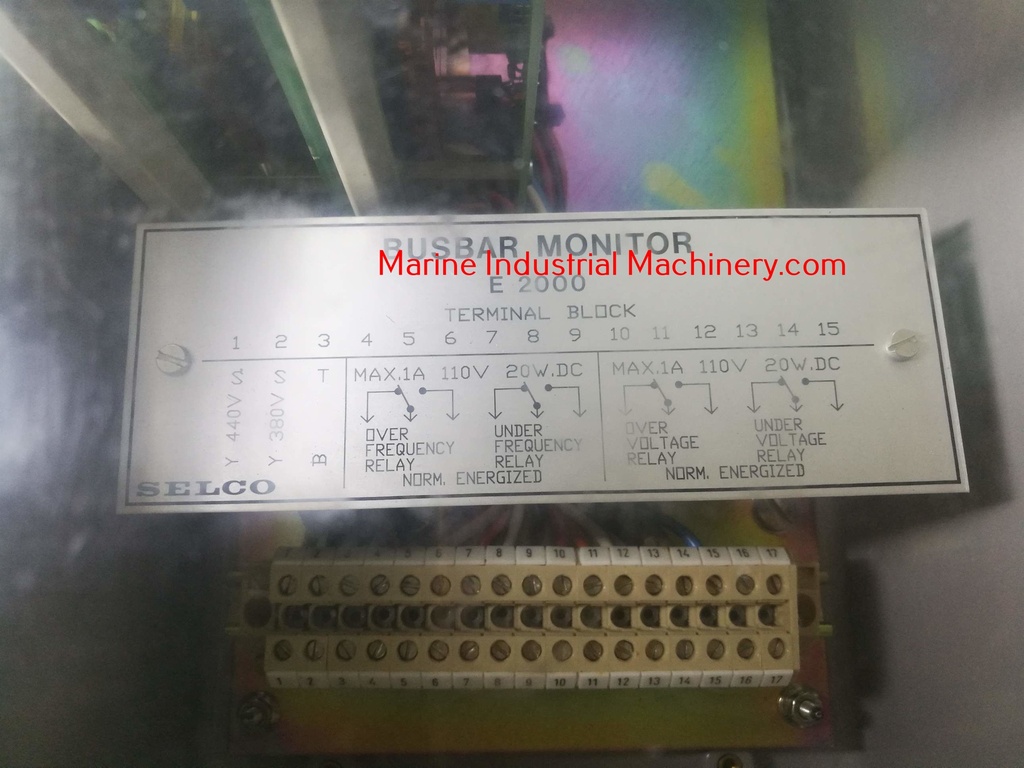 BUSBAR MONITOR
Marine Industrial Machinery.com
E 2000
TERMINAL BLOCK
1 2 3 4 5 6 7 8 9 10 11 12 13 14 15
Y 440V S
Y 380V S
T
B
MAX.1A 110V 20W.DC
OVER
FREQUENCY
RELAY
UNDER
FREQUENCY
RELAY
NORM. ENERGIZED
MAX.1A 110V 20W.DC
OVER
VOLTAGE
RELAY
UNDER
VOLTAGE
RELAY
NORM. ENERGIZED
SELCO
1 2 3 4 5 6 7 8 9 10 11 12 13 14 15 16 17
1 2 3 4 5 6 7 8 9 10 11 12 13 14 15 16 17